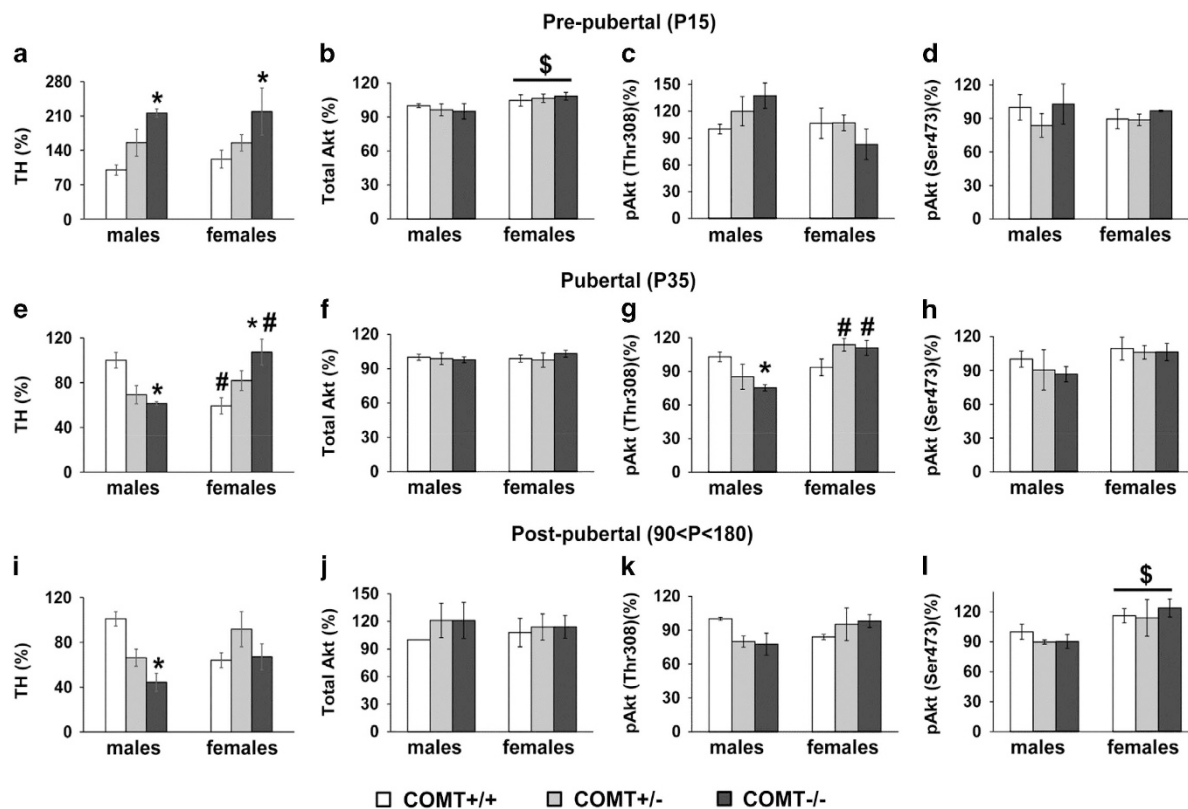 Pre-pubertal (P15)
a
b
c
d
TH (%)
280
210
140
70
0
*
*
males
females
Total Akt (%)
120
90
60
30
0
$
males
females
pAkt (Thr308)(%)
150
120
90
60
30
0
males
females
pAkt (Ser473)(%)
120
90
60
30
0
males
females
Pubertal (P35)
e
f
g
h
TH (%)
120
80
40
0
*
#
*#
males
females
Total Akt (%)
120
90
60
30
0
males
females
pAkt (Thr308)(%)
120
90
60
30
0
*
#
#
males
females
pAkt (Ser473)(%)
120
90
60
30
0
males
females
Post-pubertal (90<P<180)
i
j
k
l
TH (%)
120
80
40
0
*
males
females
Total Akt (%)
150
120
90
60
30
0
males
females
pAkt (Thr308)(%)
120
90
60
30
0
males
females
pAkt (Ser473)(%)
120
90
60
30
0
$
males
females
COMT+/+
COMT+/-
COMT-/-